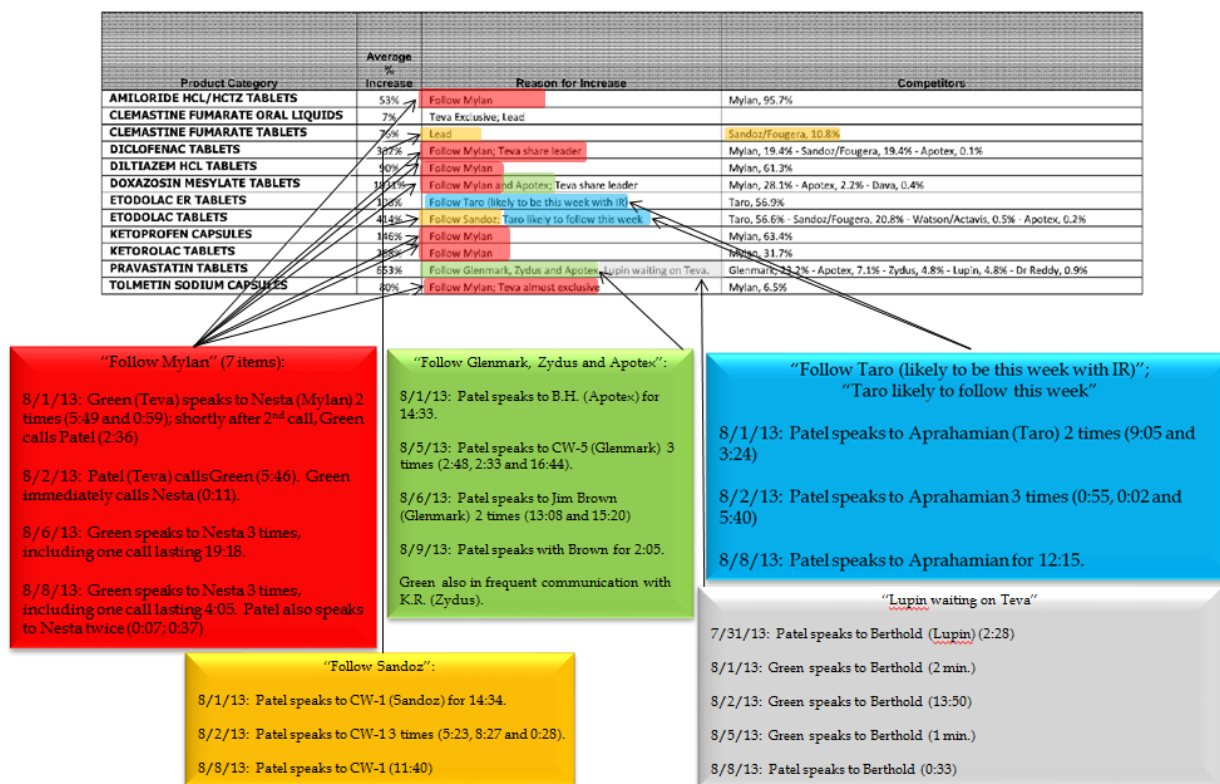 Product Category Average % Increase Reason for Increase Competitors
AMILORIDE HCL/HCTZ TABLETS 53% Follow Mylan Mylan, 95.7%
CLEMASTINE FUMARATE ORAL LIQUIDS 7% Teva Exclusive; Lead
CLEMASTINE FUMARATE TABLETS Lead Sandoz/Fougera, 10.8%
DICLOFENAC TABLETS Follow Mylan; Teva share leader Mylan, 19.4% - Sandoz/Fougera, 19.4% - Apotex, 0.1%
DILTIAZEM HCL TABLETS 90% Follow Mylan Mylan, 61.3%
DOXAZOSIN MESYLATE TABLETS Follow Mylan and Apotex; Teva share leader Mylan, 28.1% - Apotex, 2.2% - Dava, 0.4%
ETODOLAC ER TABLETS Follow Taro (likely to be this week with IR) Taro, 56.9%
ETODOLAC TABLETS 414% Follow Sandoz; Taro likely to follow this week Taro, 56.6% - Sandoz/Fougera, 20.8% - Watson/Actavis, 0.5% - Apotex, 0.2%
KETOPROFEN CAPSULES 146% Follow Mylan Mylan, 63.4%
KETOROLAC TABLETS Follow Mylan Mylan, 31.7%
PRAVASTATIN TABLETS 653% Follow Glenmark, Zydus and Apotex, Lupin waiting on Teva. Glenmark, - Apotex, 7.1% - Zydus, 4.8% - Lupin, 4.8% - Dr Reddy, 0.9%
TOLMETIN SODIUM CAPSULES 80% Follow Mylan; Teva almost exclusive Mylan, 6.5%
“Follow Mylan” (7 items):
8/1/13: Green (Teva) speaks to Nesta (Mylan) 2
times (5:49 and 0:59); shortly after 2nd call, Green
calls Patel (2:36)
8/2/13: Patel (Teva) calls Green (5:46). Green
immediately calls Nesta (0:11).
8/6/13: Green speaks to Nesta 3 times,
including one call lasting 19:18.
8/8/13: Green speaks to Nesta 3 times,
including one call lasting 4:05. Patel also speaks
to Nesta twice (0:07; 0:37)
“Follow Glenmark, Zydus and Apotex”:
8/1/13: Patel speaks to B.H. (Apotex) for
14:33.
8/5/13: Patel speaks to CW-5 (Glenmark) 3
times (2:48, 2:33 and 16:44).
8/6/13: Patel speaks to Jim Brown
(Glenmark) 2 times (13:08 and 15:20)
8/9/13: Patel speaks with Brown for 2:05.
Green also in frequent communication with
K.R. (Zydus).
“Follow Taro (likely to be this week with IR)”;
“Taro likely to follow this week”
8/1/13: Patel speaks to Aprahamian (Taro) 2 times (9:05 and
3:24)
8/2/13: Patel speaks to Aprahamian 3 times (0:55, 0:02 and
5:40)
8/8/13: Patel speaks to Aprahamian for 12:15.
“Follow Sandoz”:
8/1/13: Patel speaks to CW-1 (Sandoz) for 14:34.
8/2/13: Patel speaks to CW-1 3 times (5:23, 8:27 and 0:28).
8/8/13: Patel speaks to CW-1 (11:40)
“Lupin waiting on Teva”
7/31/13: Patel speaks to Berthold (Lupin) (2:28)
8/1/13: Green speaks to Berthold (2 min.)
8/2/13: Green speaks to Berthold (13:50)
8/5/13: Green speaks to Berthold (1 min.)
8/8/13: Patel speaks to Berthold (0:33)